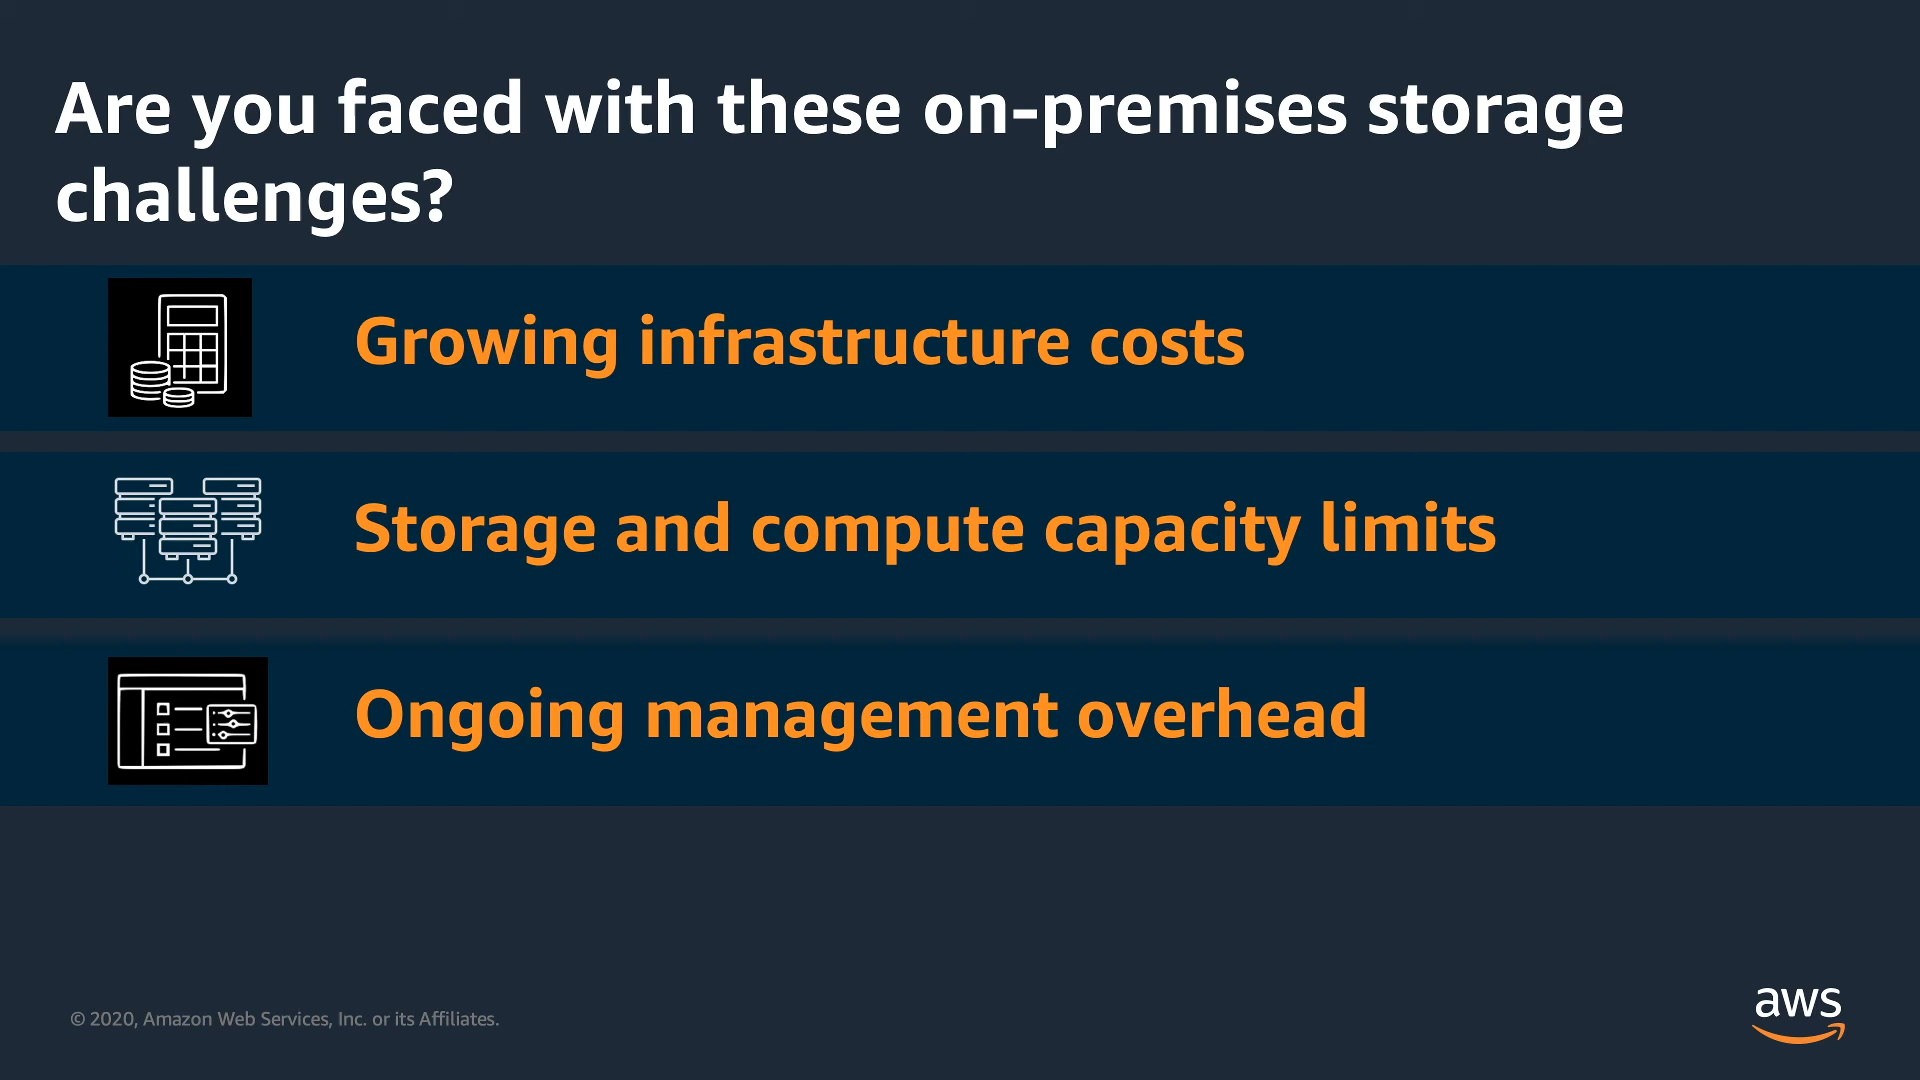 Are you faced with these on-premises storage
challenges?
Growing infrastructure costs
Storage and compute capacity limits
Ongoing management overhead
© 2020, Amazon Web Services, Inc. or its Affiliates.
aws